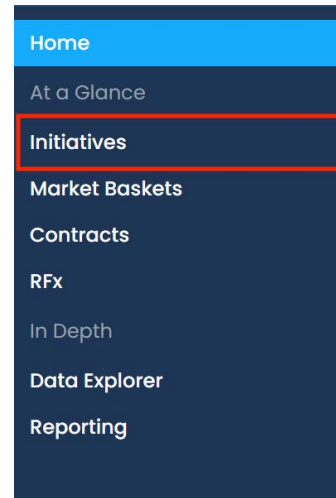 Home
At a Glance
Initiatives
Market Baskets
Contracts
RFx
In Depth
Data Explorer
Reporting